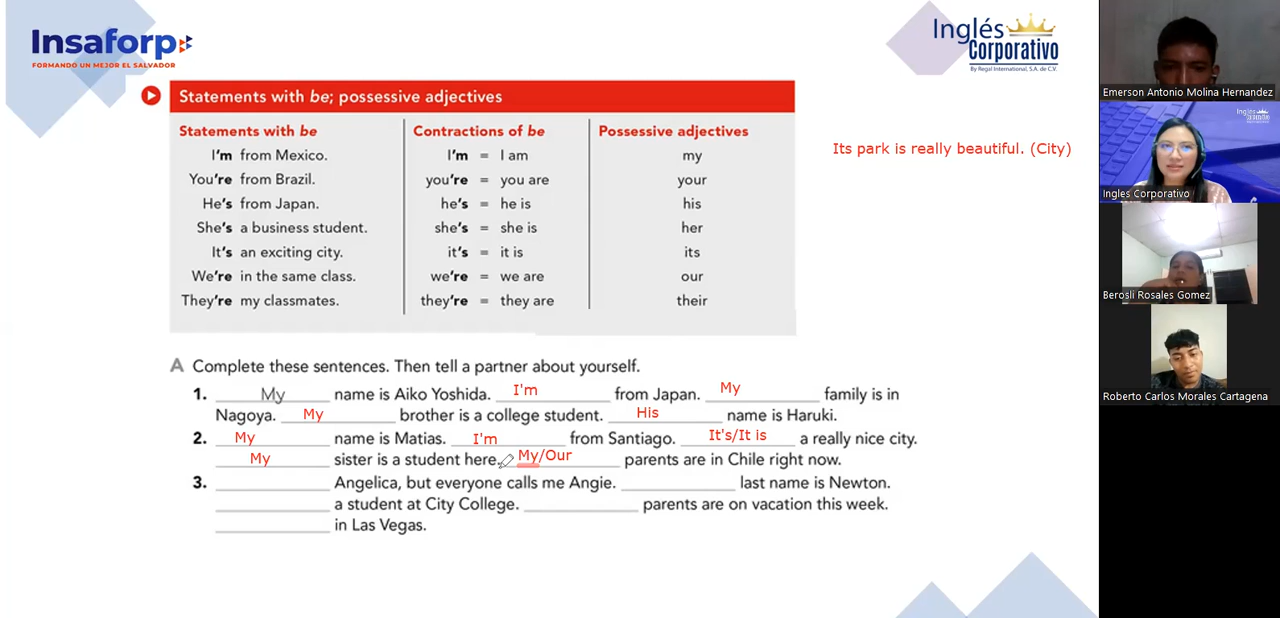 Insaforp
FORMANDO UN MEJOR EL SALVADOR
Inglés
Corporativo
By Regal International, S.A. de C.V.
Statements with be; possessive adjectives
Statements with be Contractions of be Possessive adjectives
I'm from Mexico. I'm = I am my
You're from Brazil. you're = you are your
He's from Japan. he's = he is his
She's a business student. she's = she is her
It's an exciting city. it's = it is its
We're in the same class. we're = we are our
They're my classmates. they're = they are their
Its park is really beautiful. (City)
A Complete these sentences. Then tell a partner about yourself.
1. My name is Aiko Yoshida. I'm from Japan. My family is in
Nagoya. My brother is a college student. His name is Haruki.
2. My name is Matias. I'm from Santiago. It's/It is a really nice city.
My sister is a student here. My/Our parents are in Chile right now.
3. ____ Angelica, but everyone calls me Angie. ____ last name is Newton.
____ a student at City College. ____ parents are on vacation this week.
____ in Las Vegas.
Emerson Antonio Molina Hernandez
Inglés
Corporativo
Ingles Corporativo
Berosli Rosales Gomez
Roberto Carlos Morales Cartagena